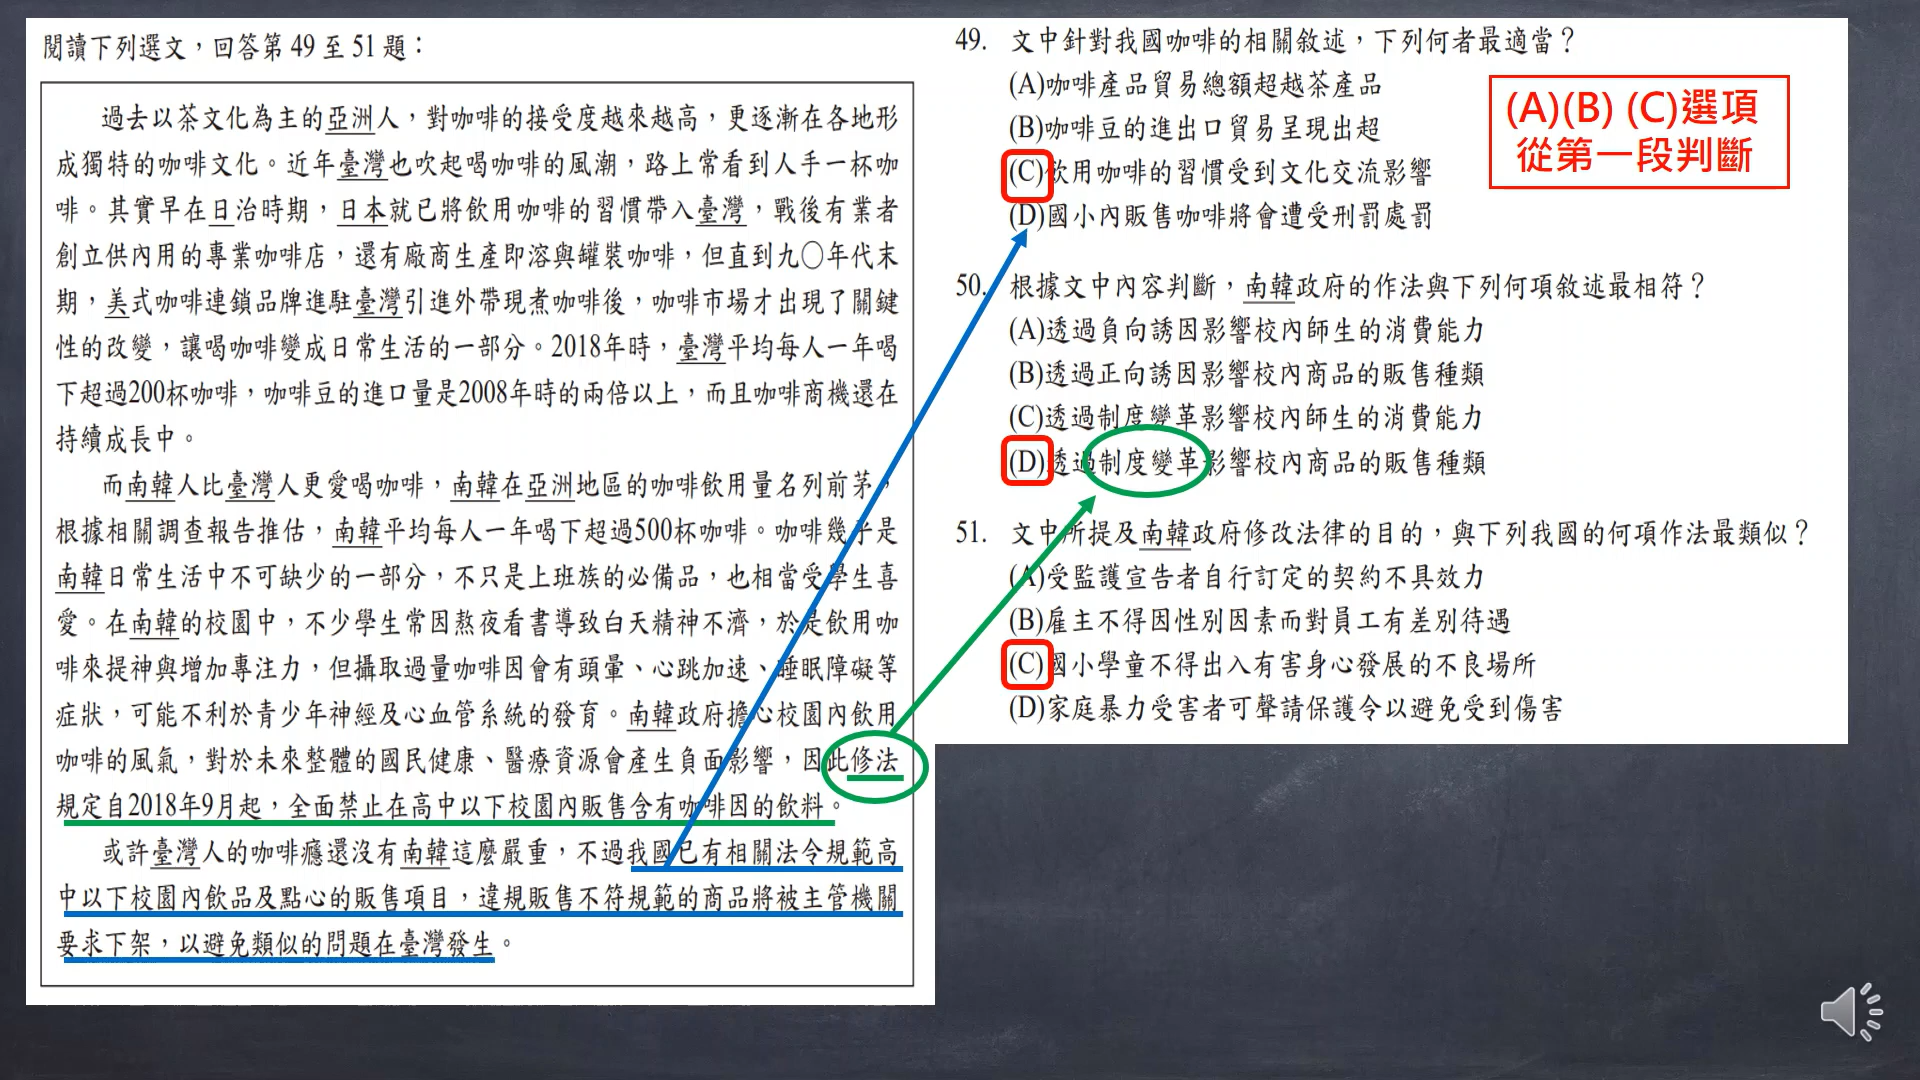 閱讀下列選文，回答第 49 至 51 題：
過去以茶文化為主的亞洲人，對咖啡的接受度越來越高，更逐漸在各地形
成獨特的咖啡文化。近年臺灣也吹起喝咖啡的風潮，路上常看到人手一杯咖
啡。其實早在日治時期，日本就已將飲用咖啡的習慣帶入臺灣，戰後有業者
創立供內用的專業咖啡店，還有廠商生產即溶與罐裝咖啡，但直到九〇年代末
期，美式咖啡連鎖品牌進駐臺灣引進外帶現煮咖啡後，咖啡市場才出現了關鍵
性的改變，讓喝咖啡變成日常生活的一部分。2018年時，臺灣平均每人一年喝
下超過200杯咖啡，咖啡豆的進口量是2008年時的兩倍以上，而且咖啡商機還在
持續成長中。
而南韓人比臺灣人更愛喝咖啡，南韓在亞洲地區的咖啡飲用量名列前茅，
根據相關調查報告推估，南韓平均每人一年喝下超過500杯咖啡。咖啡幾乎是
南韓日常生活中不可缺少的一部分，不只是上班族的必備品，也相當受學生喜
愛。在南韓的校園中，不少學生常因熬夜看書導致白天精神不濟，於是飲用咖
啡來提神與增加專注力，但攝取過量咖啡因會有頭暈、心跳加速、睡眠障礙等
症狀，可能不利於青少年神經及心血管系統的發育。南韓政府擔心校園內飲用
咖啡的風氣，對於未來整體的國民健康、醫療資源會產生負面影響，因此修法
規定自2018年9月起，全面禁止在高中以下校園內販售含有咖啡因的飲料。
或許臺灣人的咖啡癮還沒有南韓這麼嚴重，不過我國已有相關法令規範高
中以下校園內飲品及點心的販售項目，違規販售不符規範的商品將被主管機關
要求下架，以避免類似的問題在臺灣發生。
49. 文中針對我國咖啡的相關敘述，下列何者最適當？
(A)咖啡產品貿易總額超越茶產品
(B)咖啡豆的進出口貿易呈現出超
(C)飲用咖啡的習慣受到文化交流影響
(D)國小內販售咖啡將會遭受刑罰處罰
(A)(B) (C)選項
從第一段判斷
50. 根據文中內容判斷，南韓政府的作法與下列何項敘述最相符？
(A)透過負向誘因影響校內師生的消費能力
(B)透過正向誘因影響校內商品的販售種類
(C)透過制度變革影響校內師生的消費能力
(D)透過制度變革影響校內商品的販售種類
51. 文中所提及南韓政府修改法律的目的，與下列我國的何項作法最類似？
(A)受監護宣告者自行訂定的契約不具效力
(B)雇主不得因性別因素而對員工有差別待遇
(C)國小學童不得出入有害身心發展的不良場所
(D)家庭暴力受害者可聲請保護令以避免受到傷害